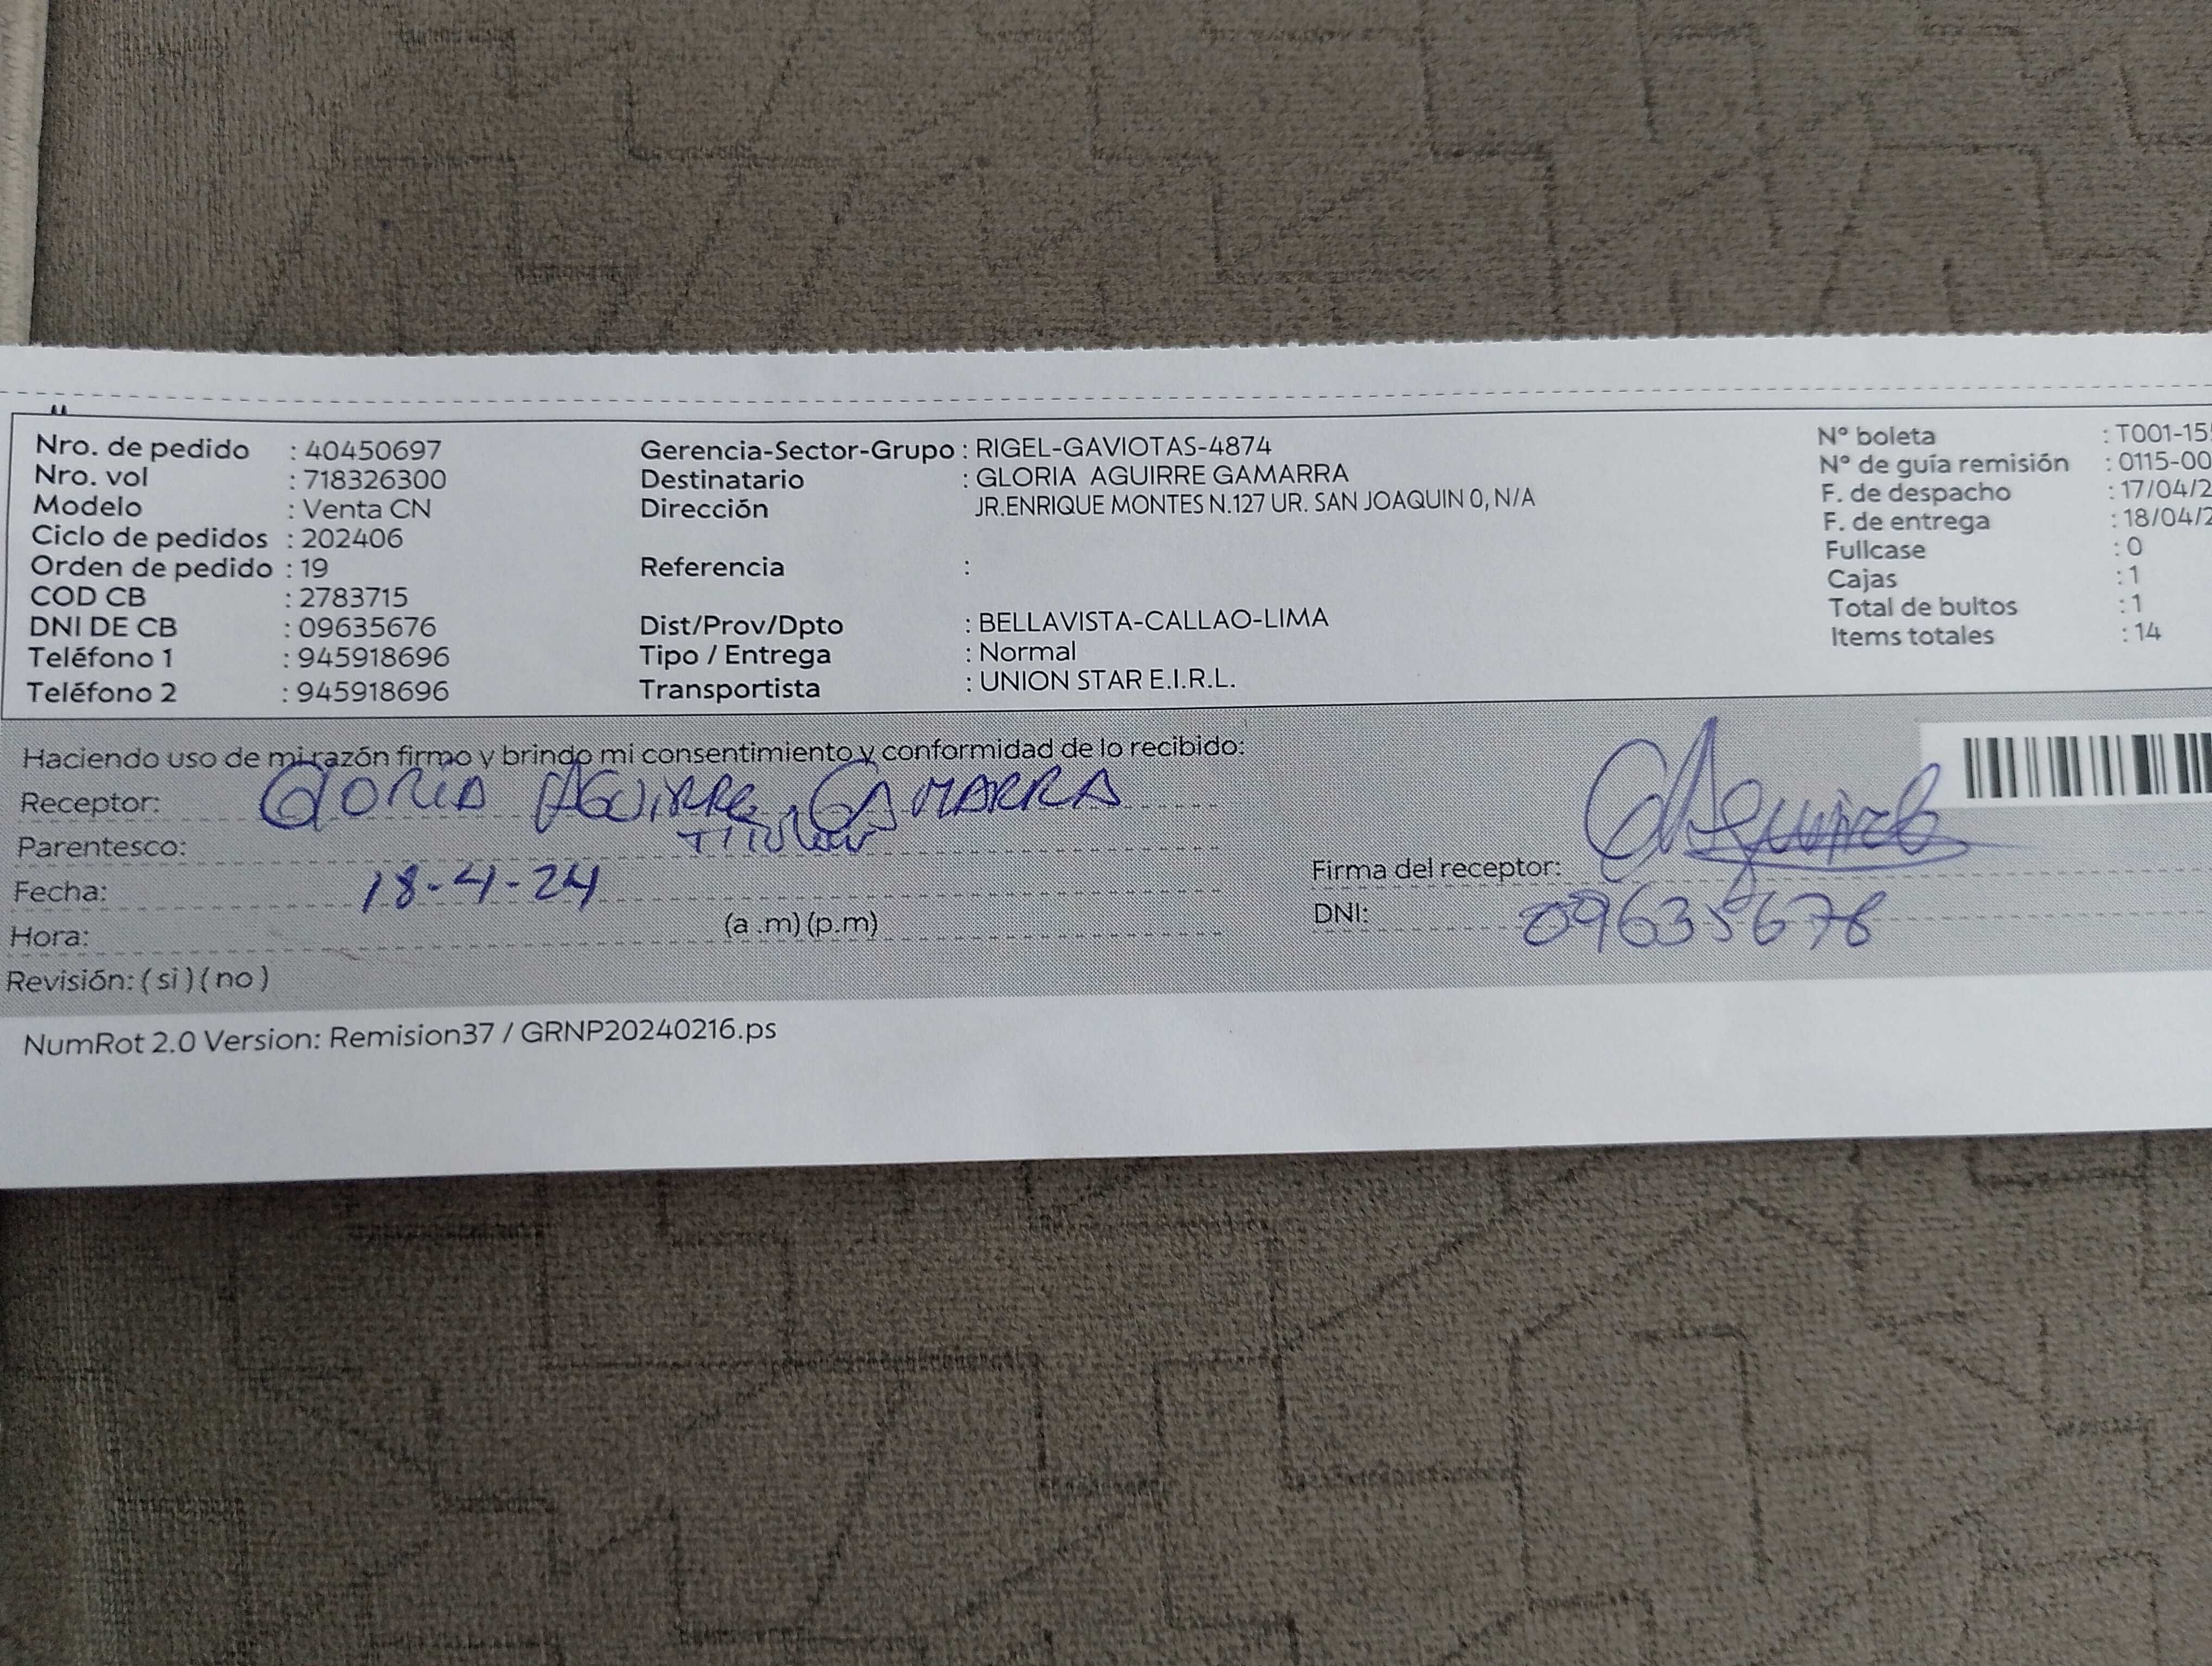 Nro. de pedido : 40450697
Nro. vol : 718326300
Modelo : Venta CN
Ciclo de pedidos : 202406
Orden de pedido : 19
COD CB : 2783715
DNI DE CB : 09635676
Teléfono 1 : 945918696
Teléfono 2 : 945918696
Gerencia-Sector-Grupo : RIGEL-GAVIOTAS-4874
Destinatario : GLORIA AGUIRRE GAMARRA
Dirección JR.ENRIQUE MONTES N.127 UR. SAN JOAQUIN 0, N/A
Referencia :
Dist/Prov/Dpto : BELLAVISTA-CALLAO-LIMA
Tipo / Entrega : Normal
Transportista : UNION STAR E.I.R.L.
N° boleta : T001-15
N° de guía remisión : 0115-00
F. de despacho : 17/04/2
F. de entrega : 18/04/2
Fullcase : 0
Cajas : 1
Total de bultos : 1
Items totales : 14
Haciendo uso de mi razón firmo y brindo mi consentimiento y conformidad de lo recibido:
Receptor: GLORIA AGUIRRE GAMARRA
Parentesco: TITULAR
Fecha: 18-4-24
Hora: (a .m) (p.m)
Revisión: ( si ) ( no )
Firma del receptor: GAguirre
DNI: 09635676
NumRot 2.0 Version: Remision37 / GRNP20240216.ps